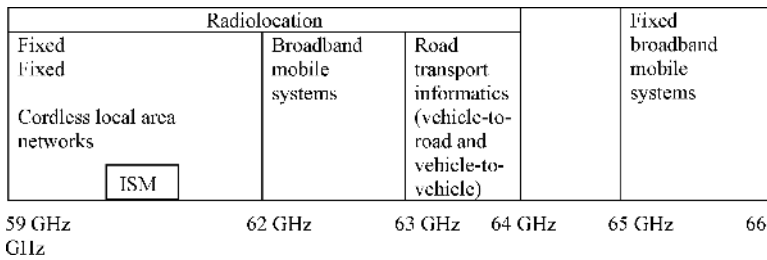 Radiolocation
Fixed
Fixed
Cordless local area
networks
ISM
Broadband
mobile
systems
Road
transport
informatics
(vehicle-to-
road and
vehicle-to-
vehicle)
Fixed
broadband
mobile
systems
59 GHz 62 GHz 63 GHz 64 GHz 65 GHz 66
GHz